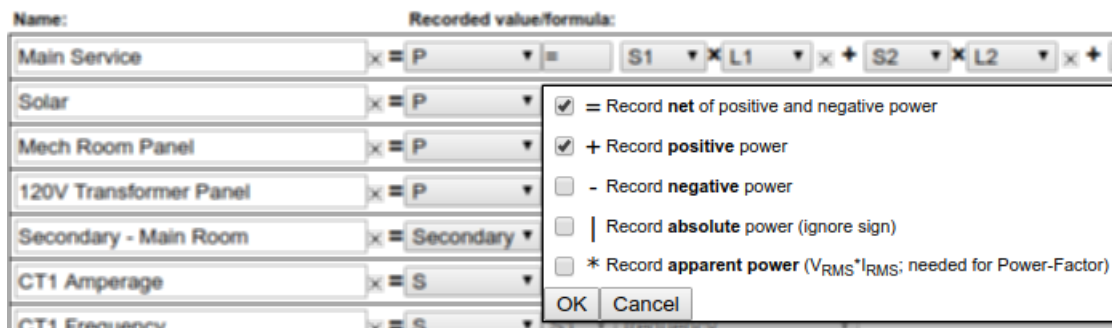 Name: Recorded value/formula:
Main Service × = P ▼ = S1 ▼ × L1 ▼ × + S2 ▼ × L2 ▼ × +
Solar × = P ▼
= Record net of positive and negative power
Mech Room Panel × = P ▼
+ Record positive power
120V Transformer Panel × = P ▼
- Record negative power
Secondary - Main Room × = Secondary ▼
| Record absolute power (ignore sign)
CT1 Amperage × = S ▼
* Record apparent power (VRMS*IRMS; needed for Power-Factor)
OK Cancel
CT1 Frequency × = S